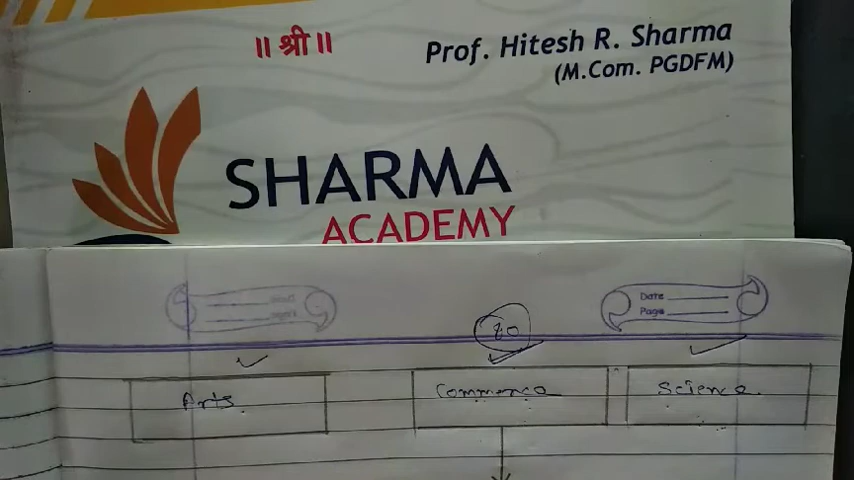 ॥ श्री ॥
Prof. Hitesh R. Sharma
(M.Com. PGDFM)
SHARMA
ACADEMY
Date
Page
Arts
Commerce
Science